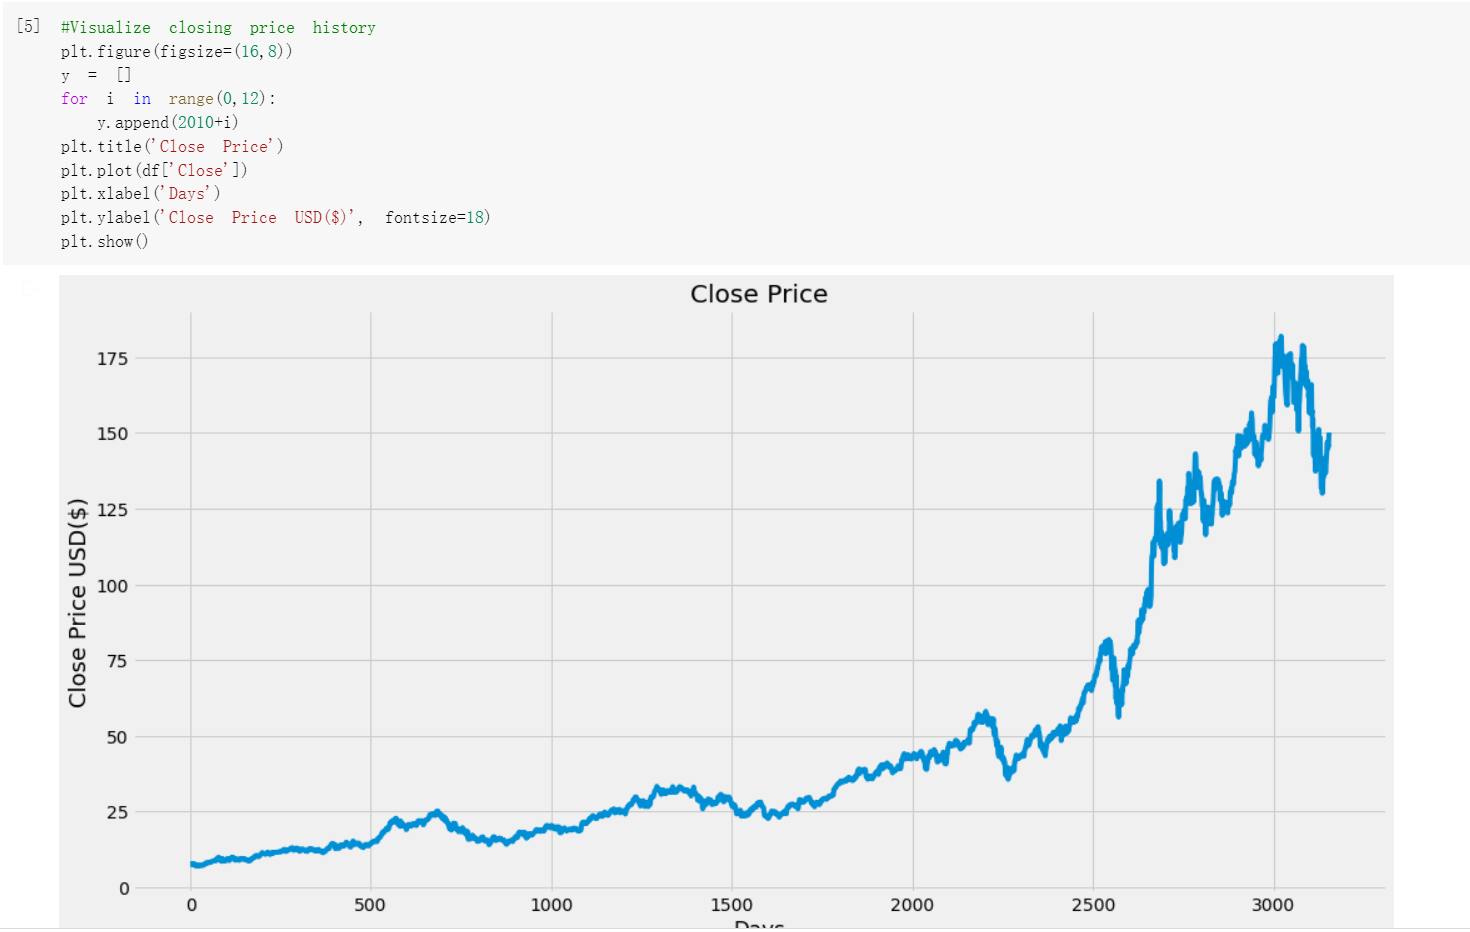 [5] #Visualize closing price history
plt.figure(figsize=(16,8))
y = []
for i in range(0,12):
    y.append(2010+i)
plt.title('Close Price')
plt.plot(df['Close'])
plt.xlabel('Days')
plt.ylabel('Close Price USD($)', fontsize=18)
plt.show()
Close Price
175
150
125
100
75
50
25
0
Close Price USD($)
0 500 1000 1500 2000 2500 3000
Days